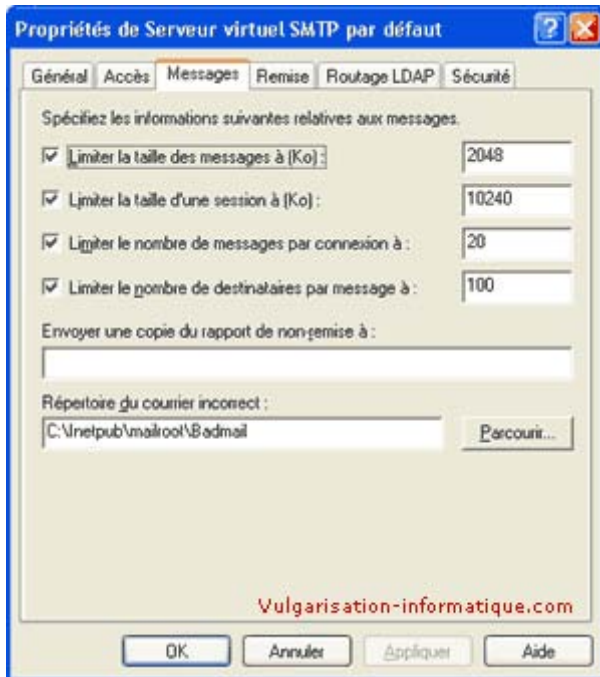 Propriétés de Serveur virtuel SMTP par défaut
Général Accès Messages Remise Routage LDAP Sécurité
Spécifiez les informations suivantes relatives aux messages.
Limiter la taille des messages à (Ko) : 2048
Limiter la taille d'une session à (Ko) : 10240
Limiter le nombre de messages par connexion à : 20
Limiter le nombre de destinataires par message à : 100
Envoyer une copie du rapport de non-remise à :
Répertoire du courrier incorrect :
C:\Inetpub\mailroot\Badmail Parcourir...
Vulgarisation-informatique.com
OK Annuler Appliquer Aide